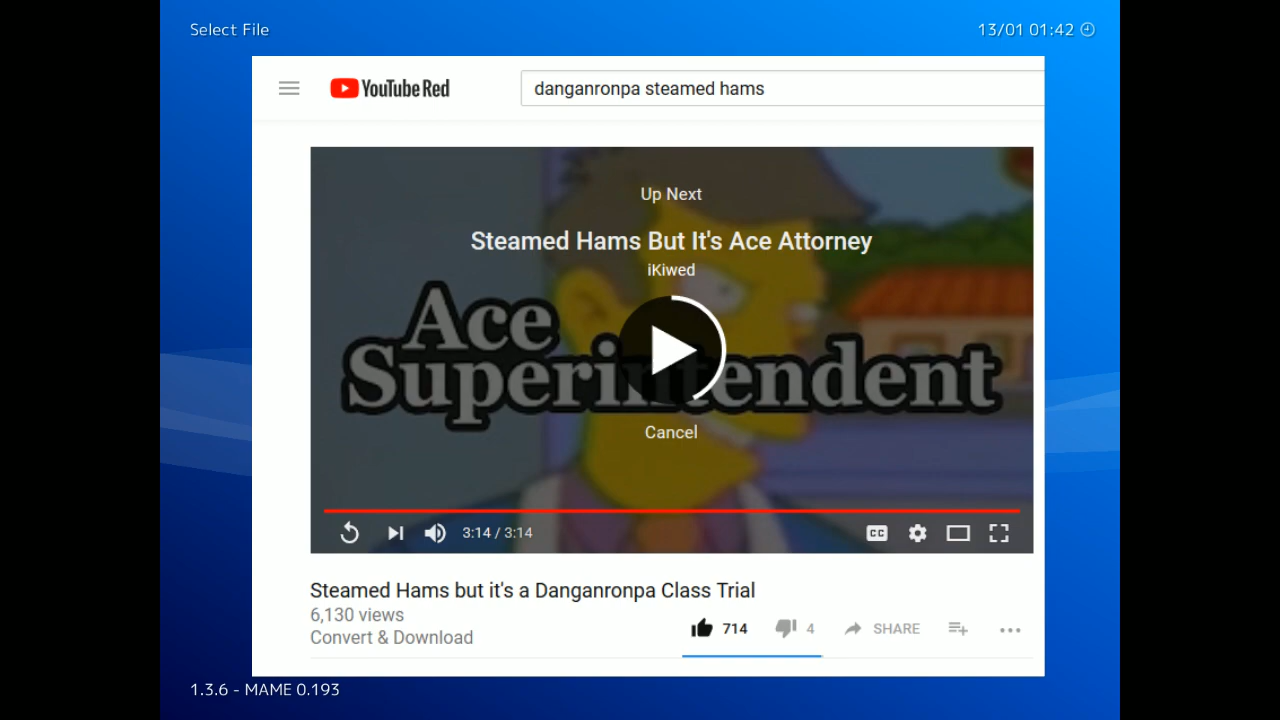 Select File
13/01 01:42
YouTube Red
danganronpa steamed hams
Up Next
Steamed Hams But It's Ace Attorney
iKiwed
Ace
Superintendent
Cancel
3:14 / 3:14
CC
Steamed Hams but it's a Danganronpa Class Trial
6,130 views
714 4 SHARE
Convert & Download
1.3.6 - MAME 0.193